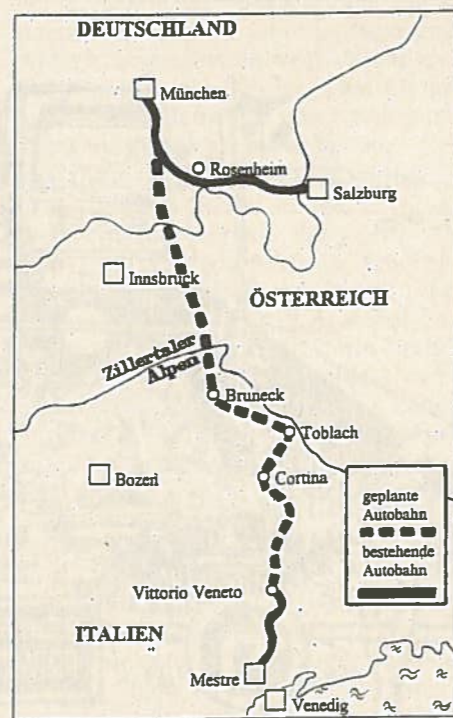 DEUTSCHLAND
München
Rosenheim
Salzburg
Innsbruck
ÖSTERREICH
Zillertaler
Alpen
Bruneck
Toblach
Bozen
Cortina
geplante
Autobahn
bestehende
Autobahn
Vittorio Veneto
ITALIEN
Mestre
Venedig